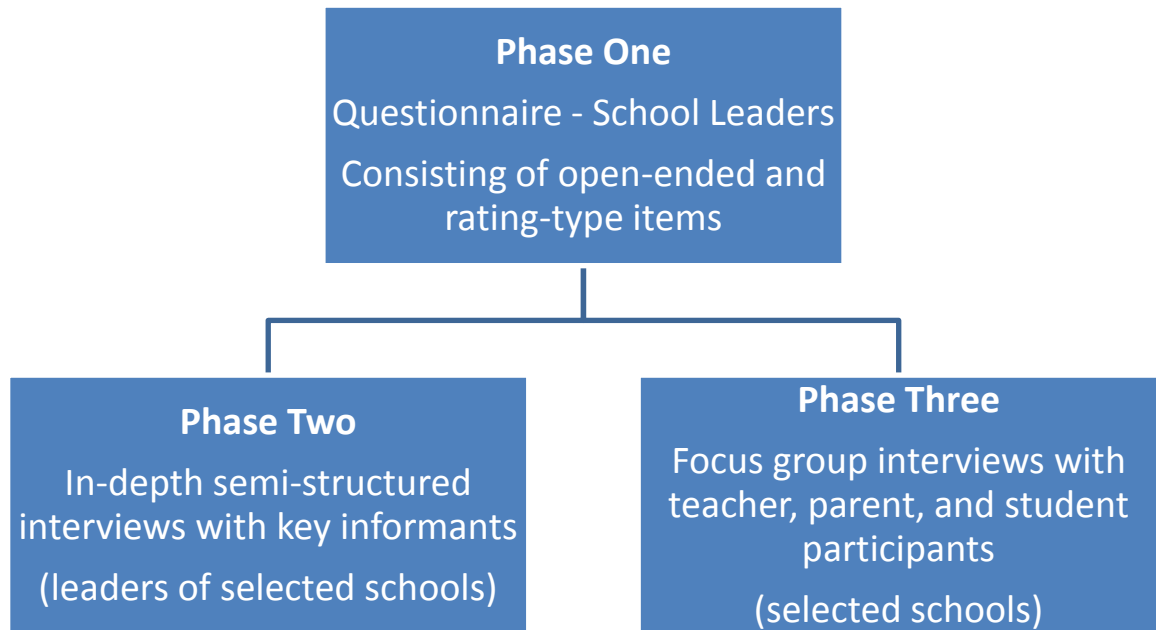 Phase One
Questionnaire - School Leaders
Consisting of open-ended and
rating-type items
Phase Two
In-depth semi-structured
interviews with key informants
(leaders of selected schools)
Phase Three
Focus group interviews with
teacher, parent, and student
participants
(selected schools)